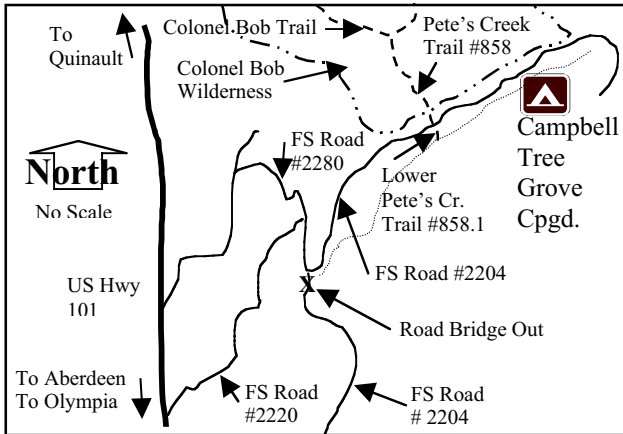 To
Quinault
Colonel Bob Trail
Pete's Creek
Trail #858
Colonel Bob
Wilderness
North
No Scale
FS Road
#2280
Lower
Pete's Cr.
Trail #858.1
Campbell
Tree
Grove
Cpgd.
US Hwy
101
FS Road #2204
X
Road Bridge Out
To Aberdeen
To Olympia
FS Road
#2220
FS Road
# 2204